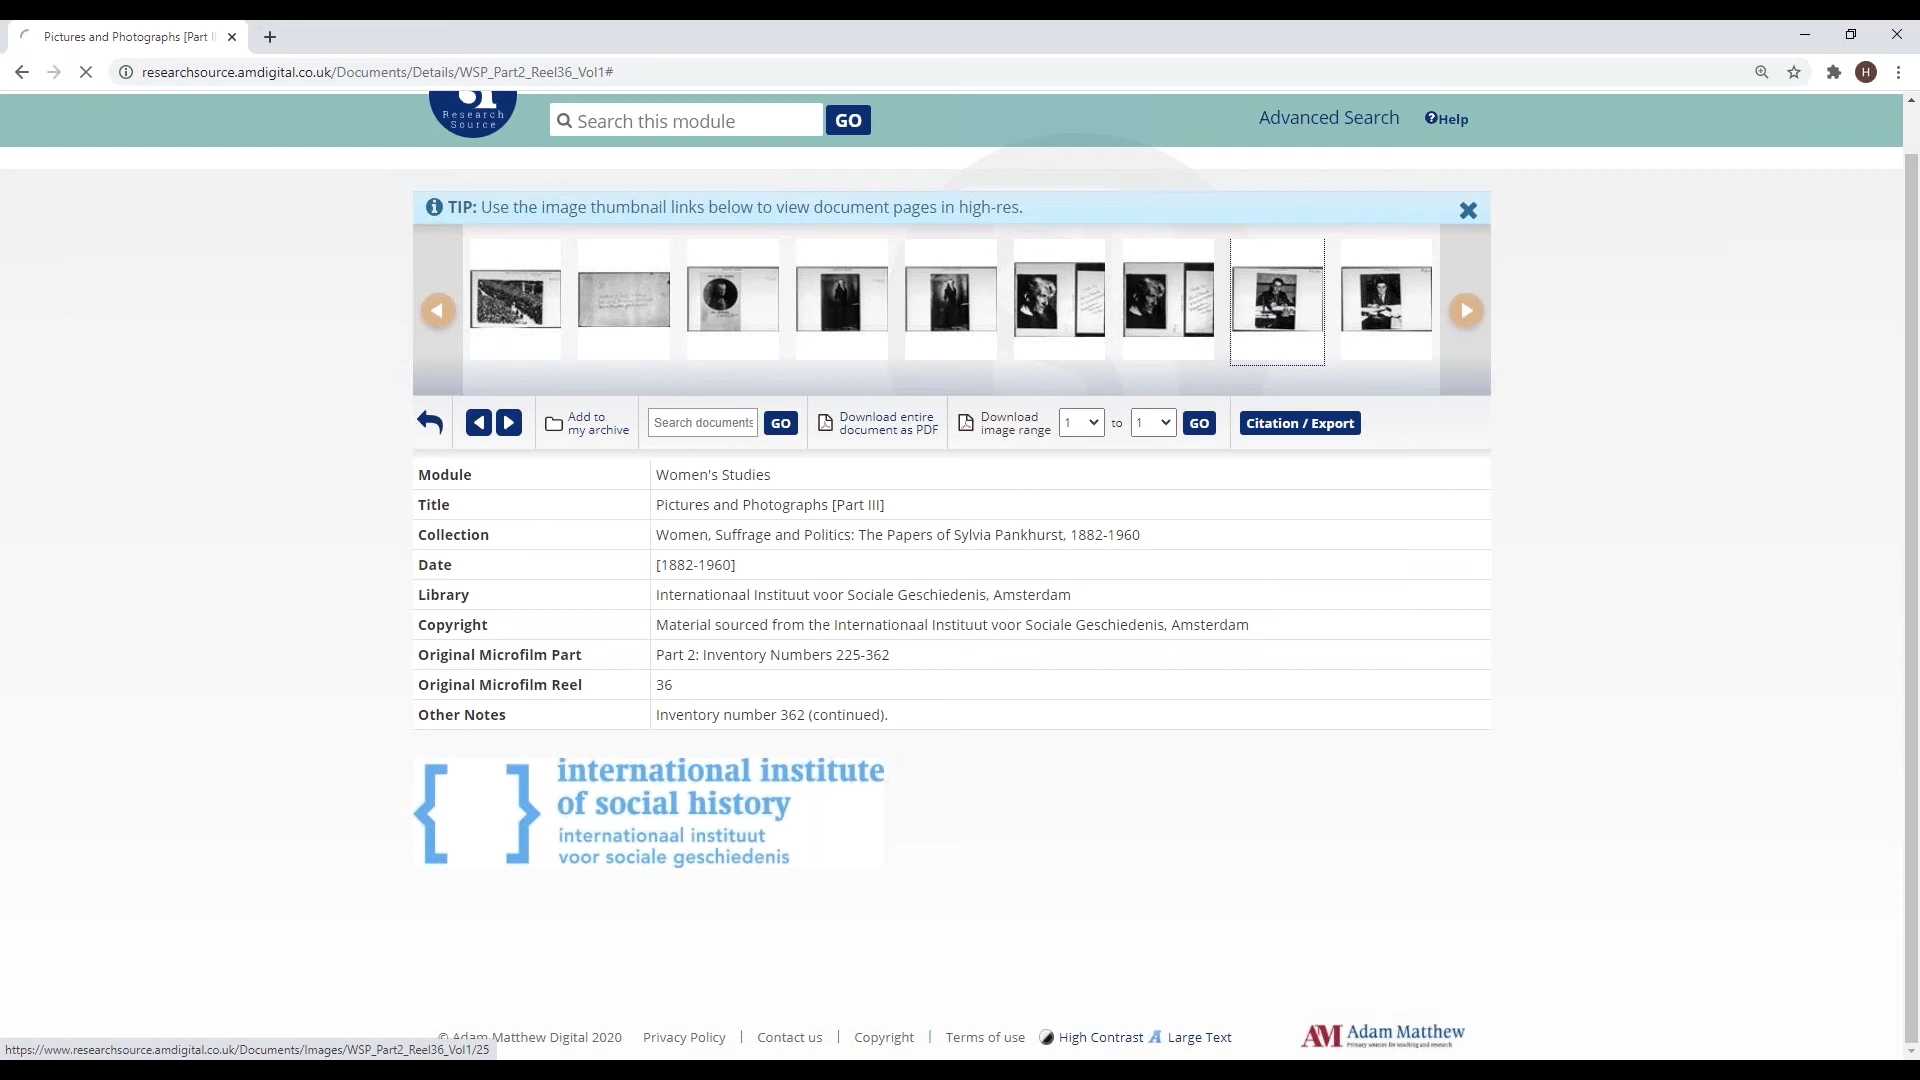 Pictures and Photographs [Part II
researchsource.amdigital.co.uk/Documents/Details/WSP_Part2_Reel36_Vol1#
H
Research
Source
Search this module
GO
Advanced Search
Help
TIP: Use the image thumbnail links below to view document pages in high-res.
Add to
my archive
Search documents
GO
Download entire
document as PDF
Download
image range
1
to
1
GO
Citation / Export
Module Women's Studies
Title Pictures and Photographs [Part III]
Collection Women, Suffrage and Politics: The Papers of Sylvia Pankhurst, 1882-1960
Date [1882-1960]
Library Internationaal Instituut voor Sociale Geschiedenis, Amsterdam
Copyright Material sourced from the Internationaal Instituut voor Sociale Geschiedenis, Amsterdam
Original Microfilm Part Part 2: Inventory Numbers 225-362
Original Microfilm Reel 36
Other Notes Inventory number 362 (continued).
international institute
of social history
internationaal instituut
voor sociale geschiedenis
© Adam Matthew Digital 2020 Privacy Policy | Contact us | Copyright | Terms of use High Contrast A Large Text
AM Adam Matthew
Primary sources for teaching and research
https://www.researchsource.amdigital.co.uk/Documents/Images/WSP_Part2_Reel36_Vol1/25